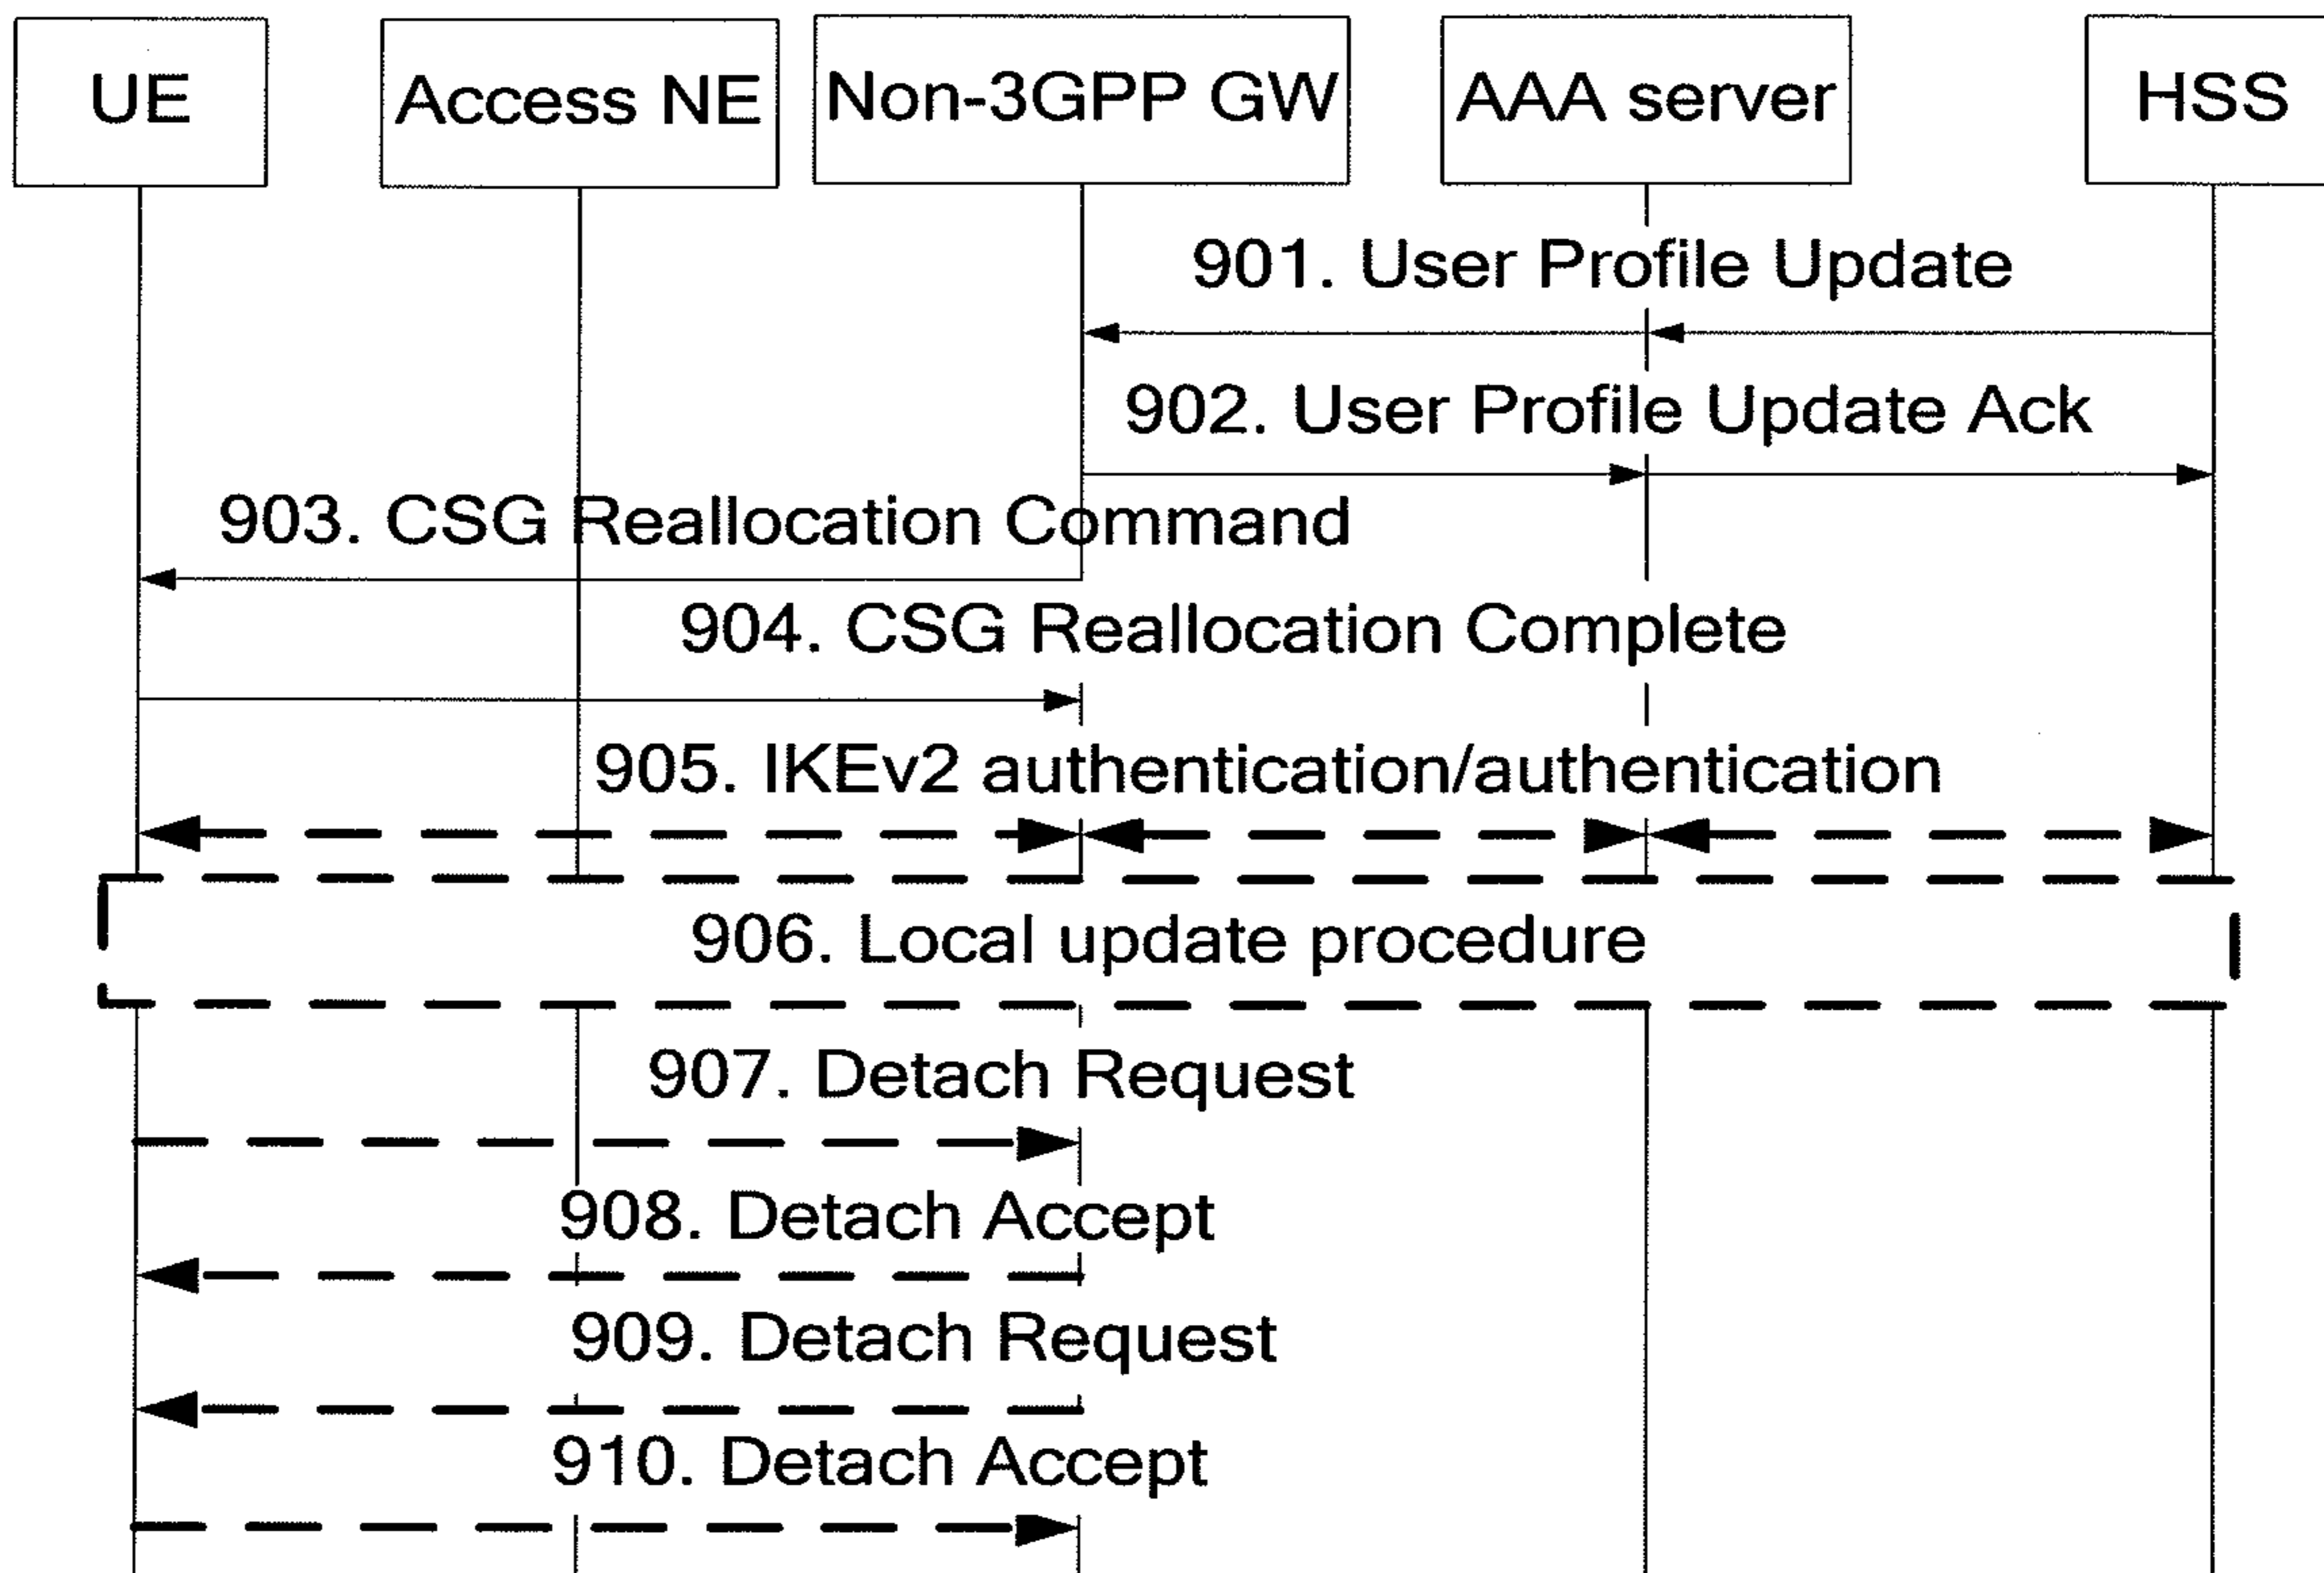 UE
Access NE
Non-3GPP GW
AAA server
HSS
901. User Profile Update
902. User Profile Update Ack
903. CSG Reallocation Command
904. CSG Reallocation Complete
905. IKEv2 authentication/authentication
906. Local update procedure
907. Detach Request
908. Detach Accept
909. Detach Request
910. Detach Accept